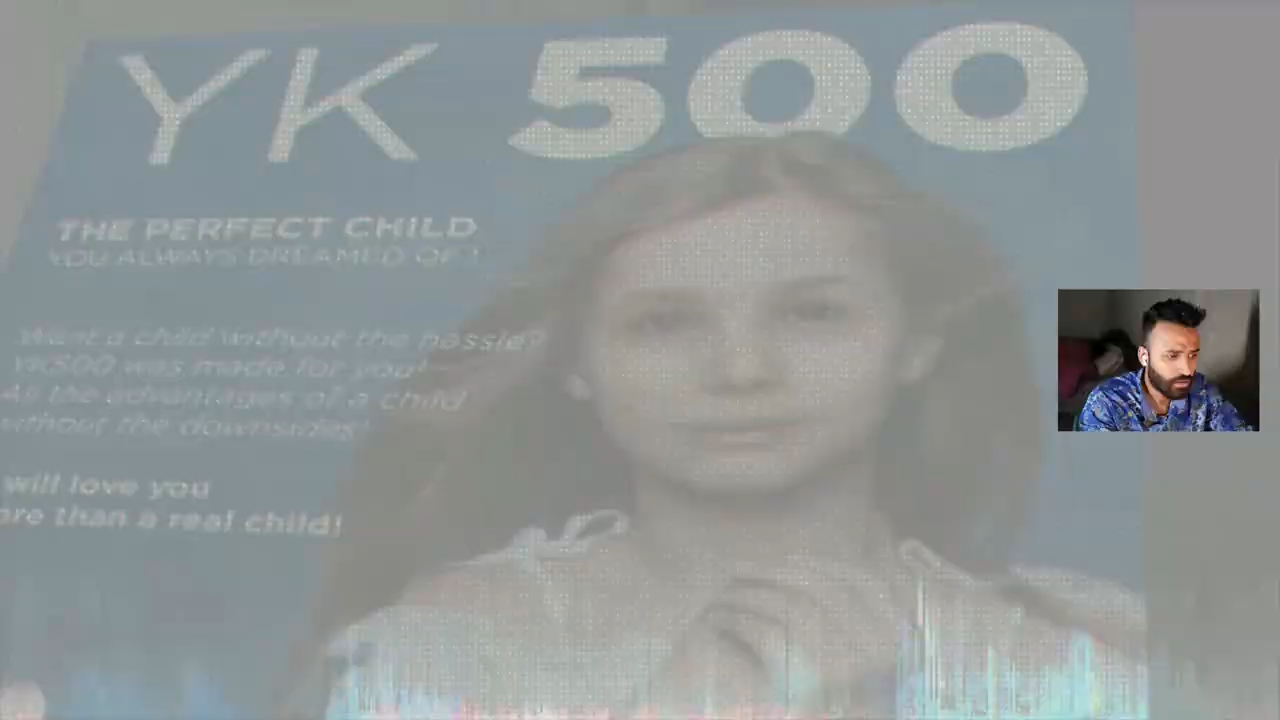 YK 500
THE PERFECT CHILD
YOU ALWAYS DREAMED OF !
Want a child without the hassle?
YK500 was made for you!
All the advantages of a child
without the downsides!
will love you
more than a real child!